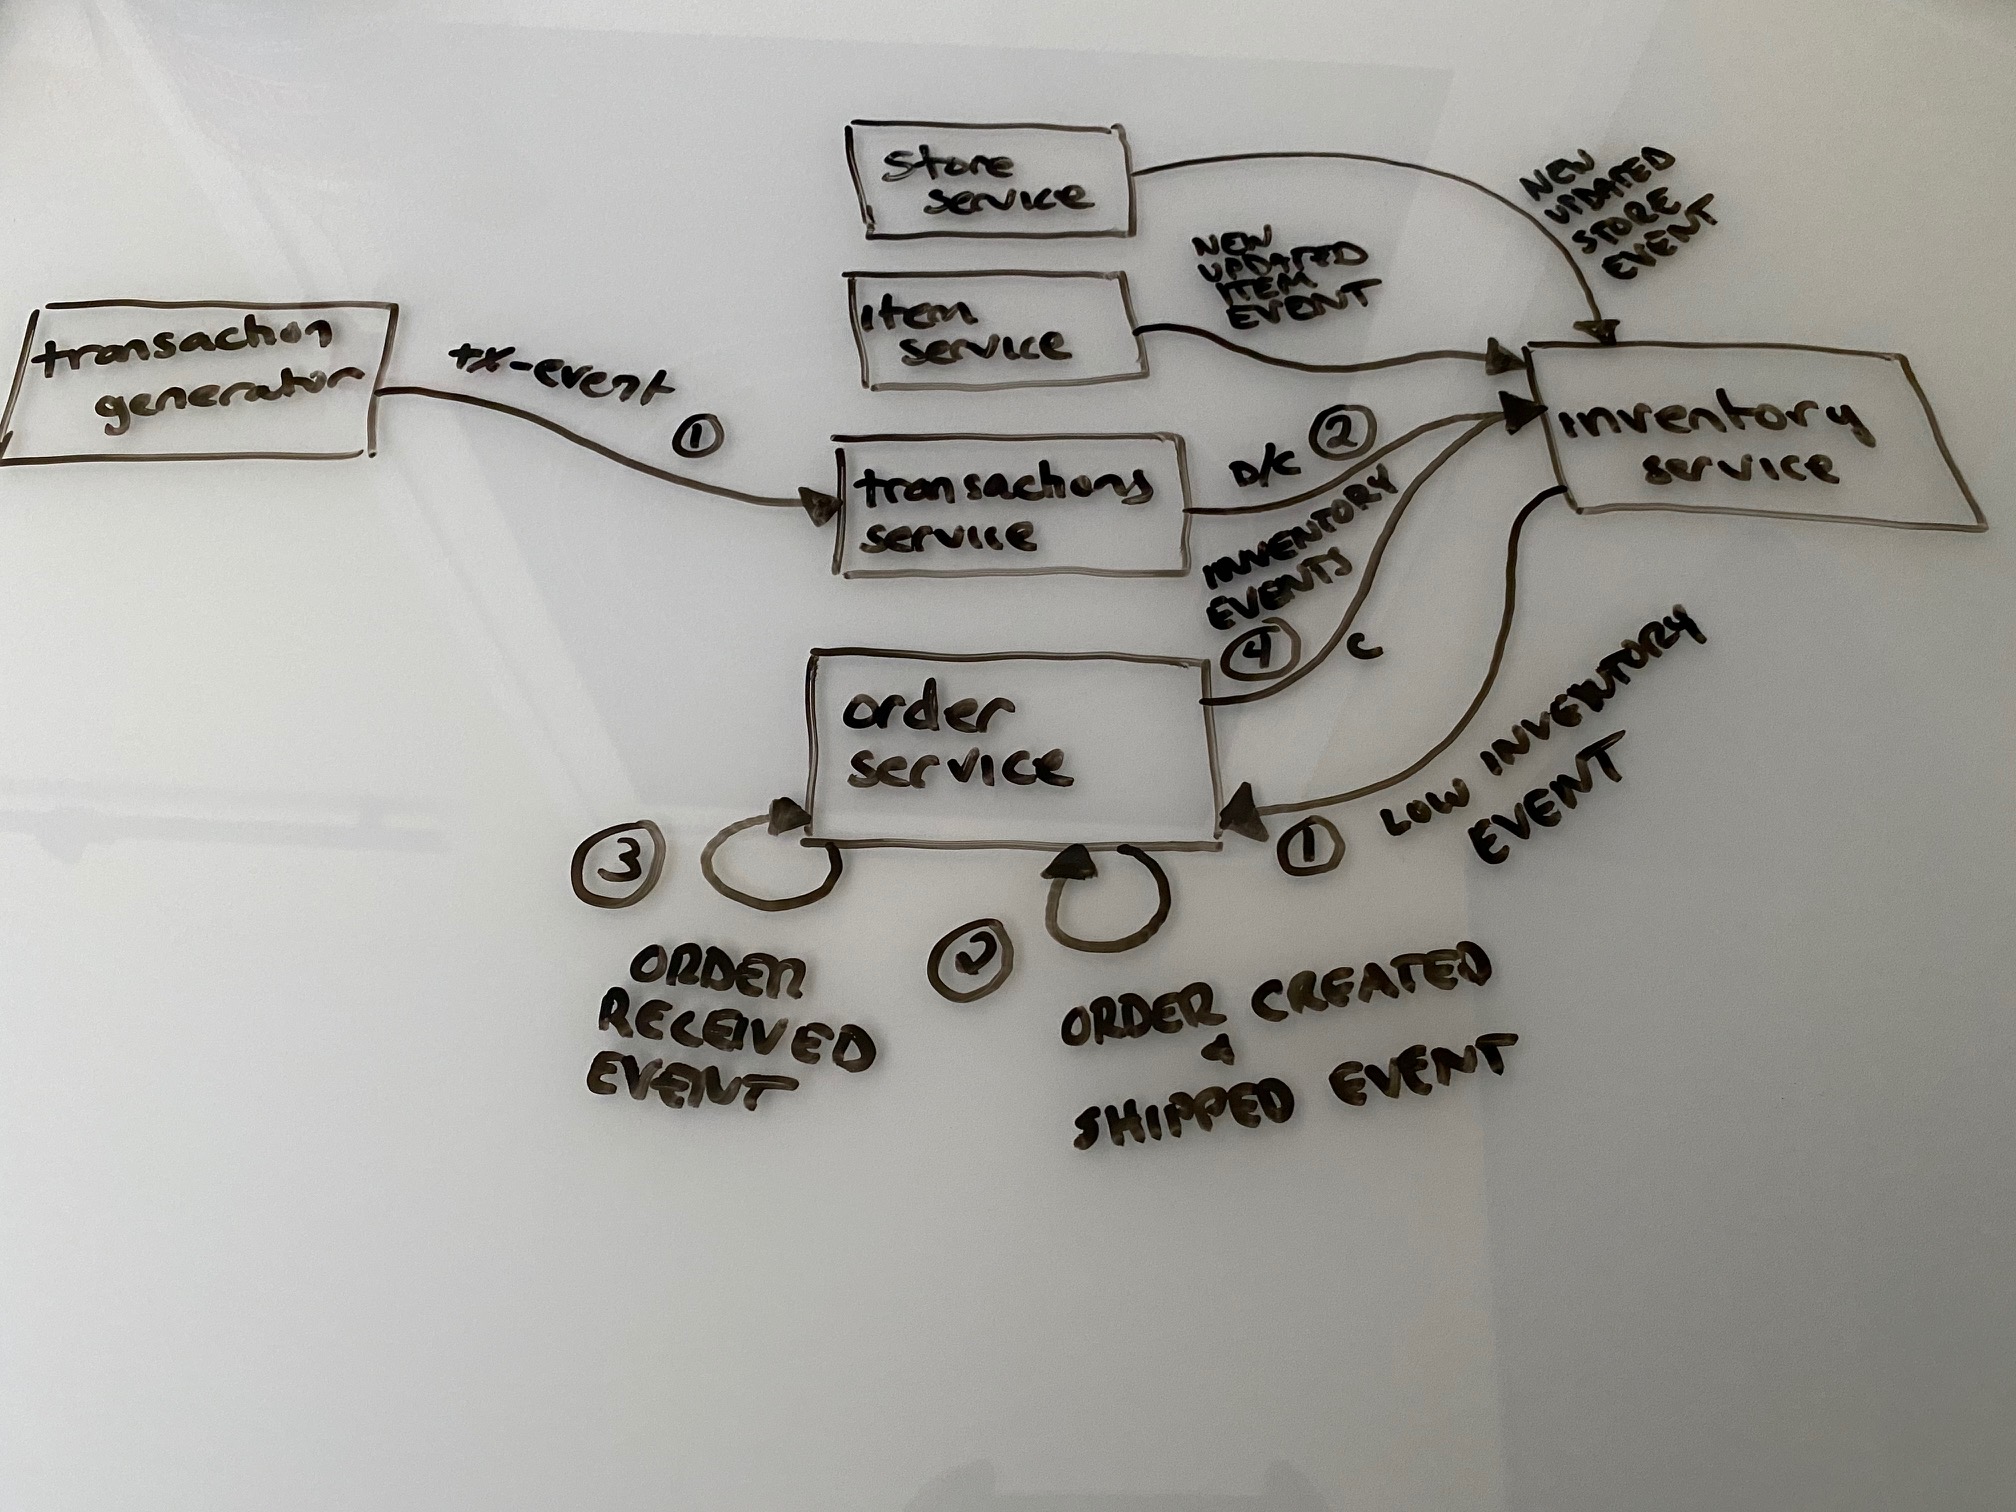 store
service
NEW
UPDATED
STORE
EVENT
item
service
NEW
UPDATED
ITEM
EVENT
transaction
generator
tx-event
1
transactions
service
D/C
2
INVENTORY
EVENTS
inventory
service
order
service
4
C
1
LOW INVENTORY
EVENT
3
ORDER
RECEIVED
EVENT
2
ORDER CREATED
&
SHIPPED EVENT